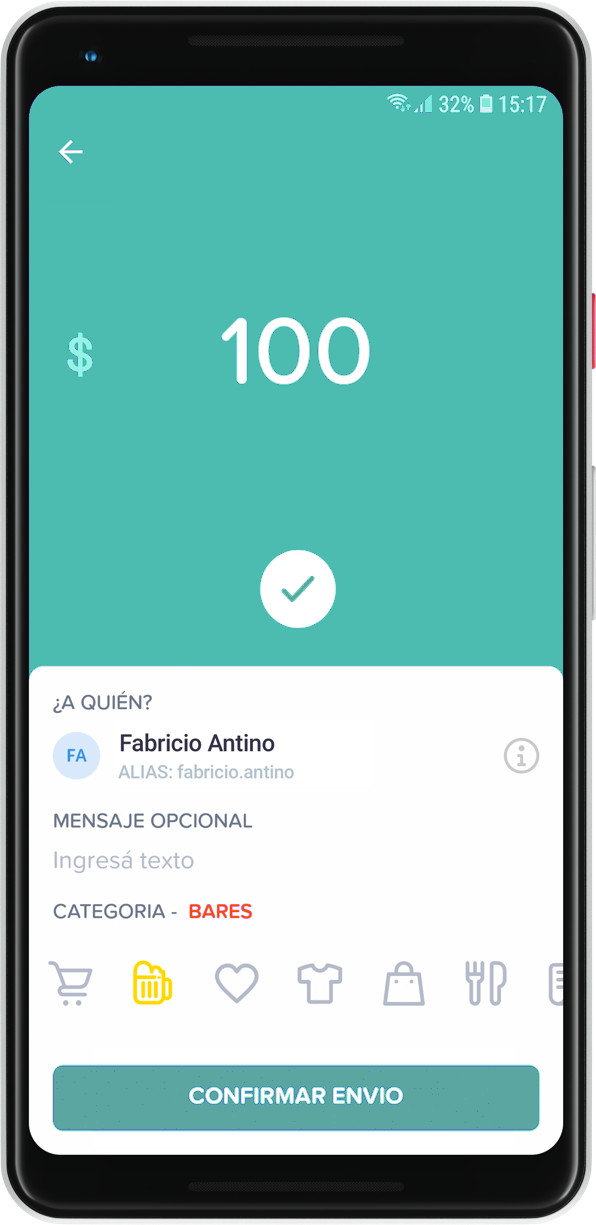 32% 15:17
$ 100
¿A QUIÉN?
FA
Fabricio Antino
ALIAS: fabricio.antino
MENSAJE OPCIONAL
Ingresá texto
CATEGORIA - BARES
CONFIRMAR ENVIO